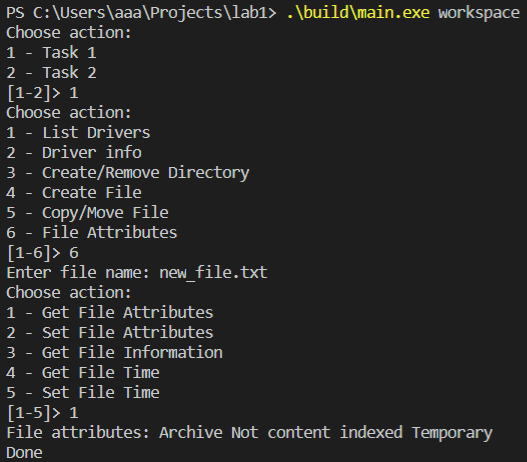 PS C:\Users\aaa\Projects\lab1> .\build\main.exe workspace
Choose action:
1 - Task 1
2 - Task 2
[1-2]> 1
Choose action:
1 - List Drivers
2 - Driver info
3 - Create/Remove Directory
4 - Create File
5 - Copy/Move File
6 - File Attributes
[1-6]> 6
Enter file name: new_file.txt
Choose action:
1 - Get File Attributes
2 - Set File Attributes
3 - Get File Information
4 - Get File Time
5 - Set File Time
[1-5]> 1
File attributes: Archive Not content indexed Temporary
Done